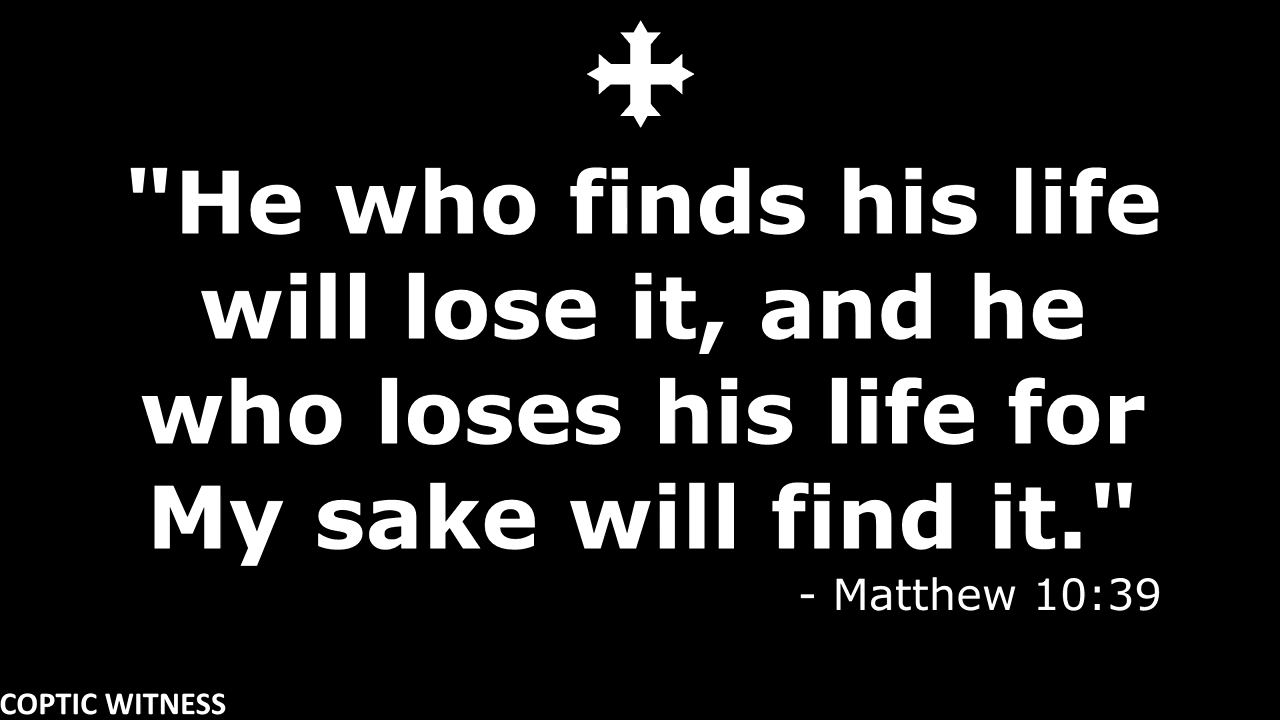 "He who finds his life
will lose it, and he
who loses his life for
My sake will find it."
- Matthew 10:39
COPTIC WITNESS